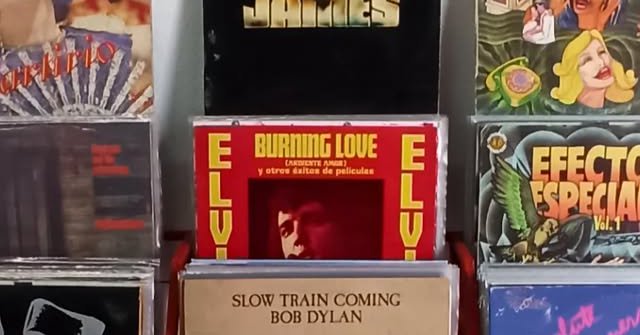 artirio
JAMES
ELVI
BURNING LOVE
(ARDIENTE AMOR)
y otros éxitos de películas
ELVI
EFECTO
ESPECIA
Vol. 1
SLOW TRAIN COMING
BOB DYLAN